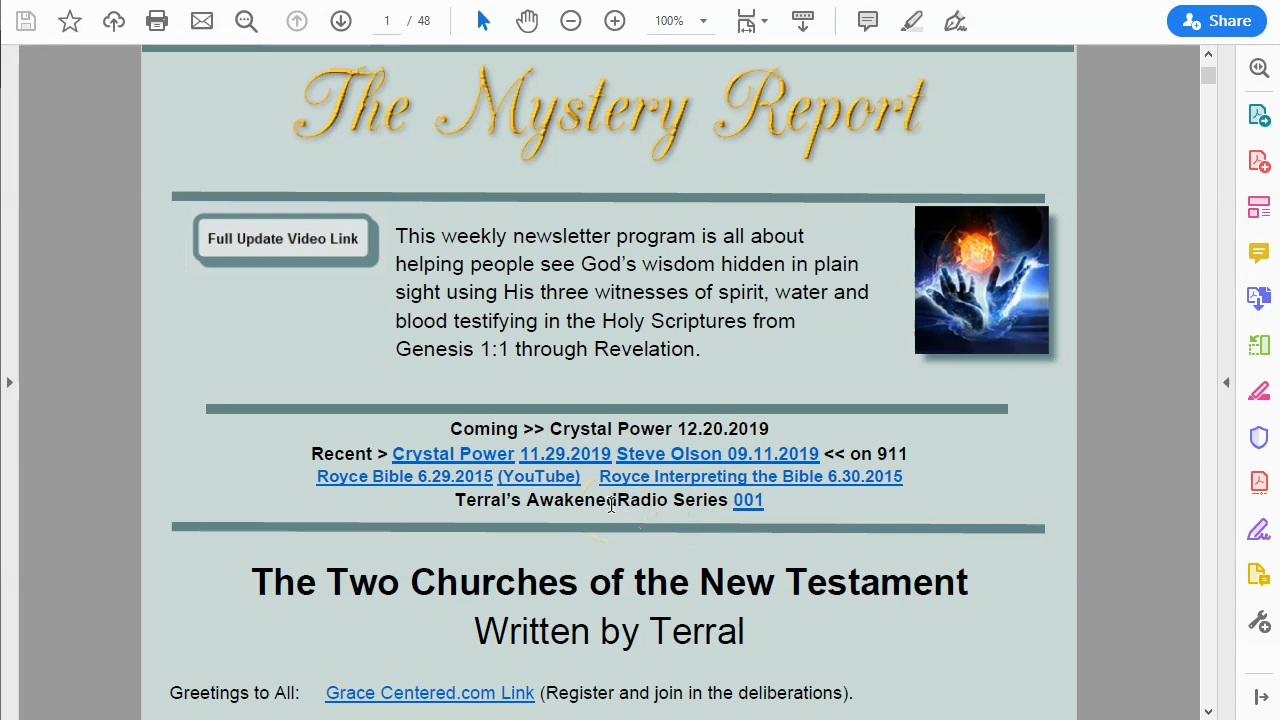 1 / 48 100% Share
The Mystery Report
Full Update Video Link
This weekly newsletter program is all about
helping people see God's wisdom hidden in plain
sight using His three witnesses of spirit, water and
blood testifying in the Holy Scriptures from
Genesis 1:1 through Revelation.
Coming >> Crystal Power 12.20.2019
Recent > Crystal Power 11.29.2019 Steve Olson 09.11.2019 << on 911
Royce Bible 6.29.2015 (YouTube) Royce Interpreting the Bible 6.30.2015
Terral's AwakenedRadio Series 001
The Two Churches of the New Testament
Written by Terral
Greetings to All: Grace Centered.com Link (Register and join in the deliberations).